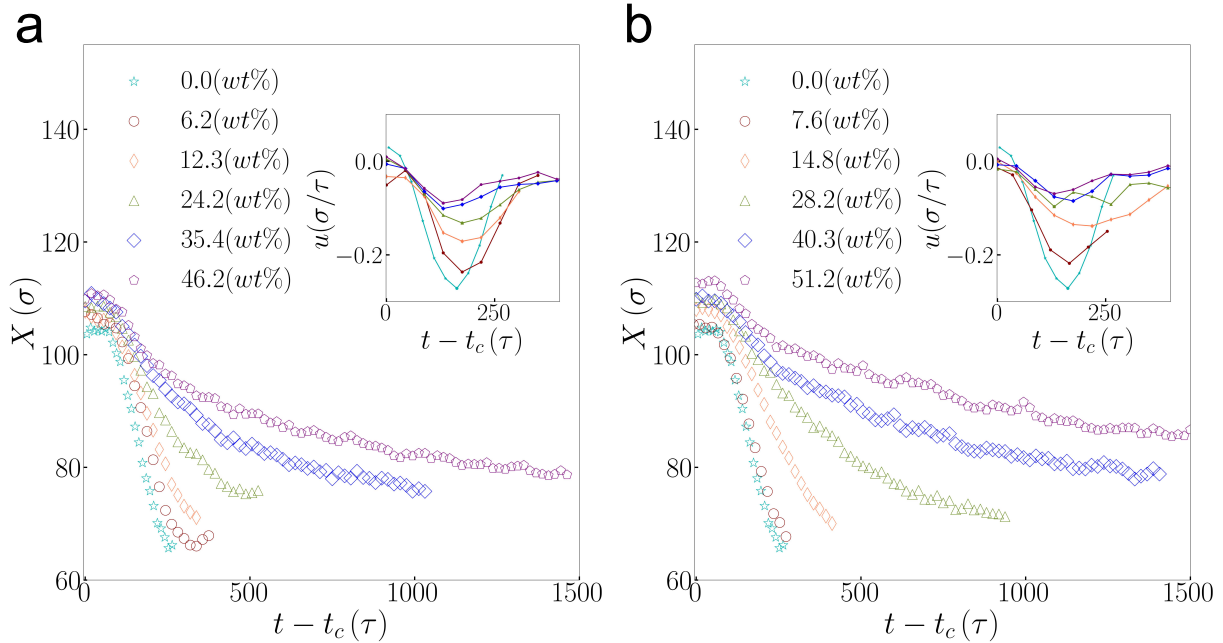 a
X (σ)
140
120
100
80
60
0
500
1000
t − t_c (τ)
0.0(wt%)
6.2(wt%)
12.3(wt%)
24.2(wt%)
35.4(wt%)
46.2(wt%)
u(σ/τ)
0.0
−0.2
0
250
t − t_c (τ)
b
X (σ)
140
120
100
80
60
0
500
1000
1500
t − t_c (τ)
0.0(wt%)
7.6(wt%)
14.8(wt%)
28.2(wt%)
40.3(wt%)
51.2(wt%)
u(σ/τ)
0.0
−0.2
0
250
t − t_c (τ)